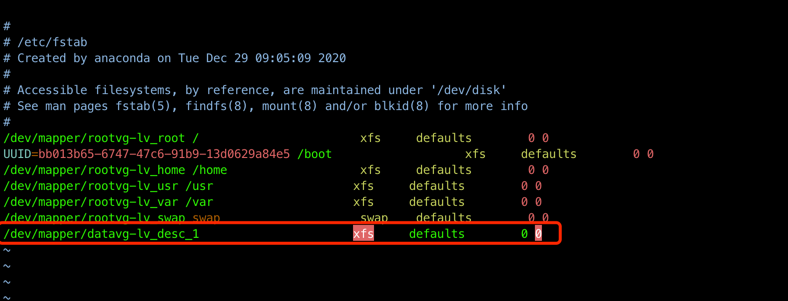 #
# /etc/fstab
# Created by anaconda on Tue Dec 29 09:05:09 2020
#
# Accessible filesystems, by reference, are maintained under '/dev/disk'
# See man pages fstab(5), findfs(8), mount(8) and/or blkid(8) for more info
#
/dev/mapper/rootvg-lv_root / xfs defaults 0 0
UUID=bb013b65-6747-47c6-91b9-13d0629a84e5 /boot xfs defaults 0 0
/dev/mapper/rootvg-lv_home /home xfs defaults 0 0
/dev/mapper/rootvg-lv_usr /usr xfs defaults 0 0
/dev/mapper/rootvg-lv_var /var xfs defaults 0 0
/dev/mapper/rootvg-lv_swap swap swap defaults 0 0
/dev/mapper/datavg-lv_desc_1 xfs defaults 0 0
~
~
~
~